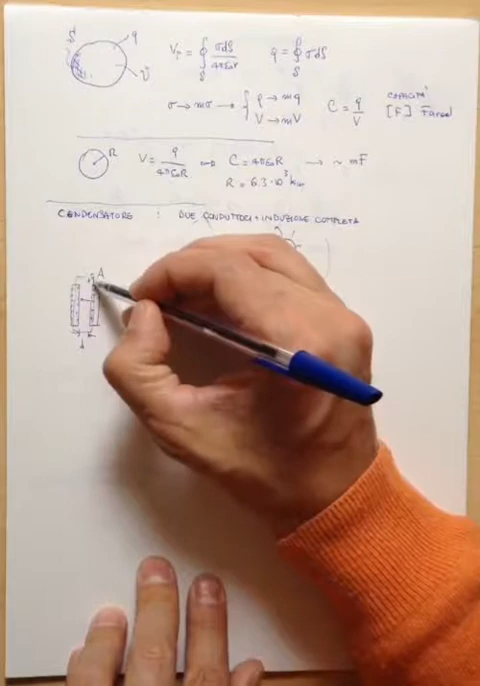 S q V_P = ∮_S σdS / 4πε₀r q = ∮_S σdS
V
σ → mσ → { q → mq V → mV C = q/V CAPACITÀ [F] Farad
R V = q / 4πε₀R ⇒ C = 4πε₀R → ~ mF
R = 6.3·10³ km
CONDENSATORE : DUE CONDUTTORI + INDUZIONE COMPLETA
A
d